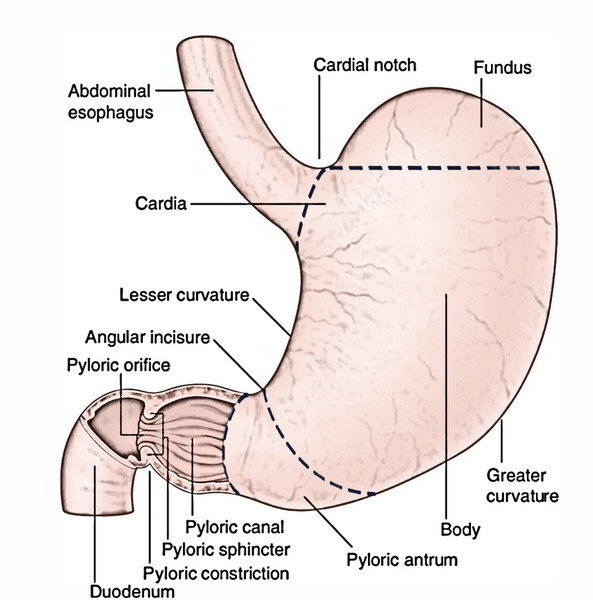 Cardial notch
Fundus
Abdominal
esophagus
Cardia
Lesser curvature
Angular incisure
Pyloric orifice
Greater
curvature
Pyloric canal
Body
Pyloric sphincter
Pyloric antrum
Pyloric constriction
Duodenum